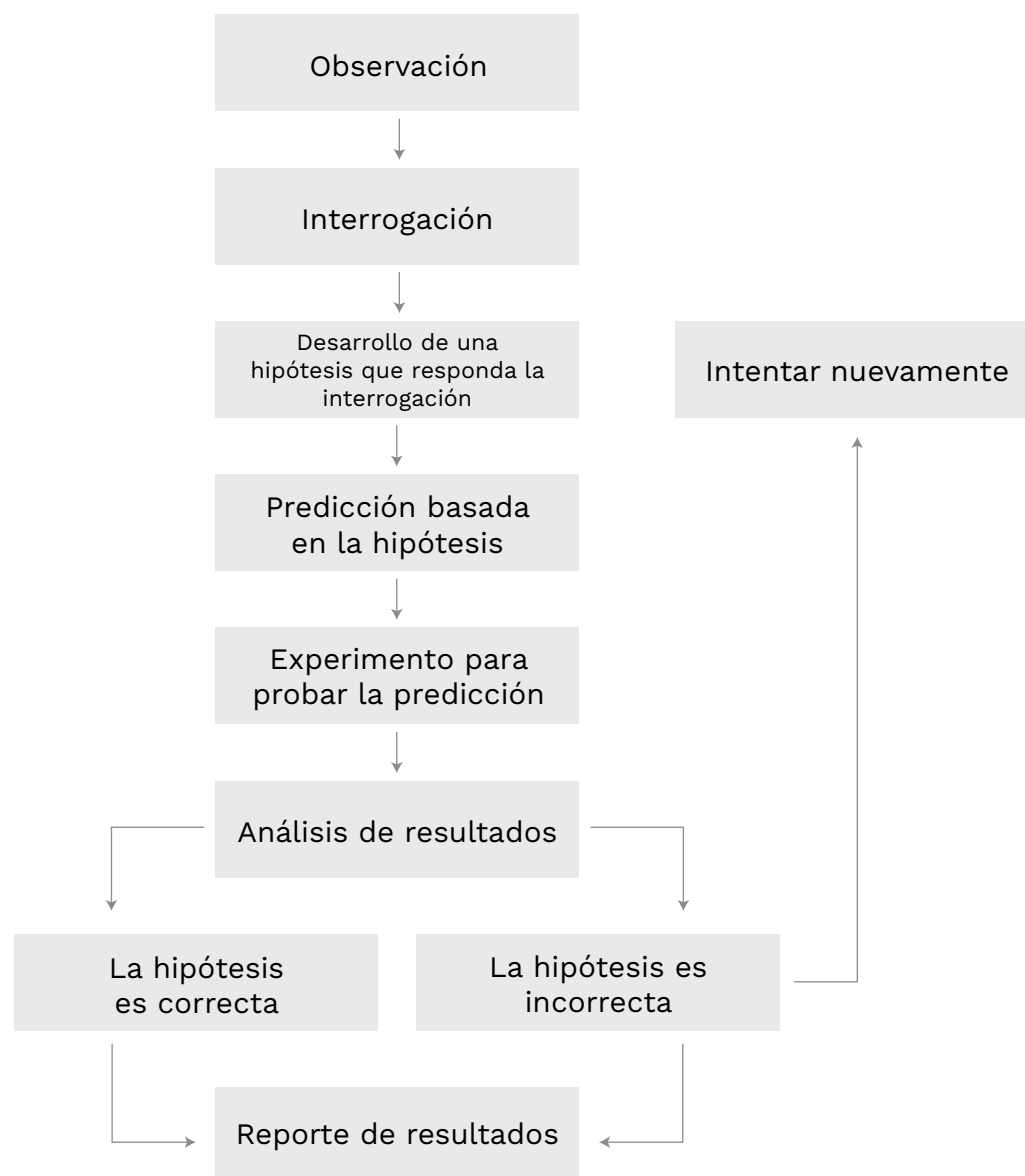 Observación
Interrogación
Desarrollo de una
hipótesis que responda la
interrogación
Intentar nuevamente
Predicción basada
en la hipótesis
Experimento para
probar la predicción
Análisis de resultados
La hipótesis
es correcta
La hipótesis es
incorrecta
Reporte de resultados